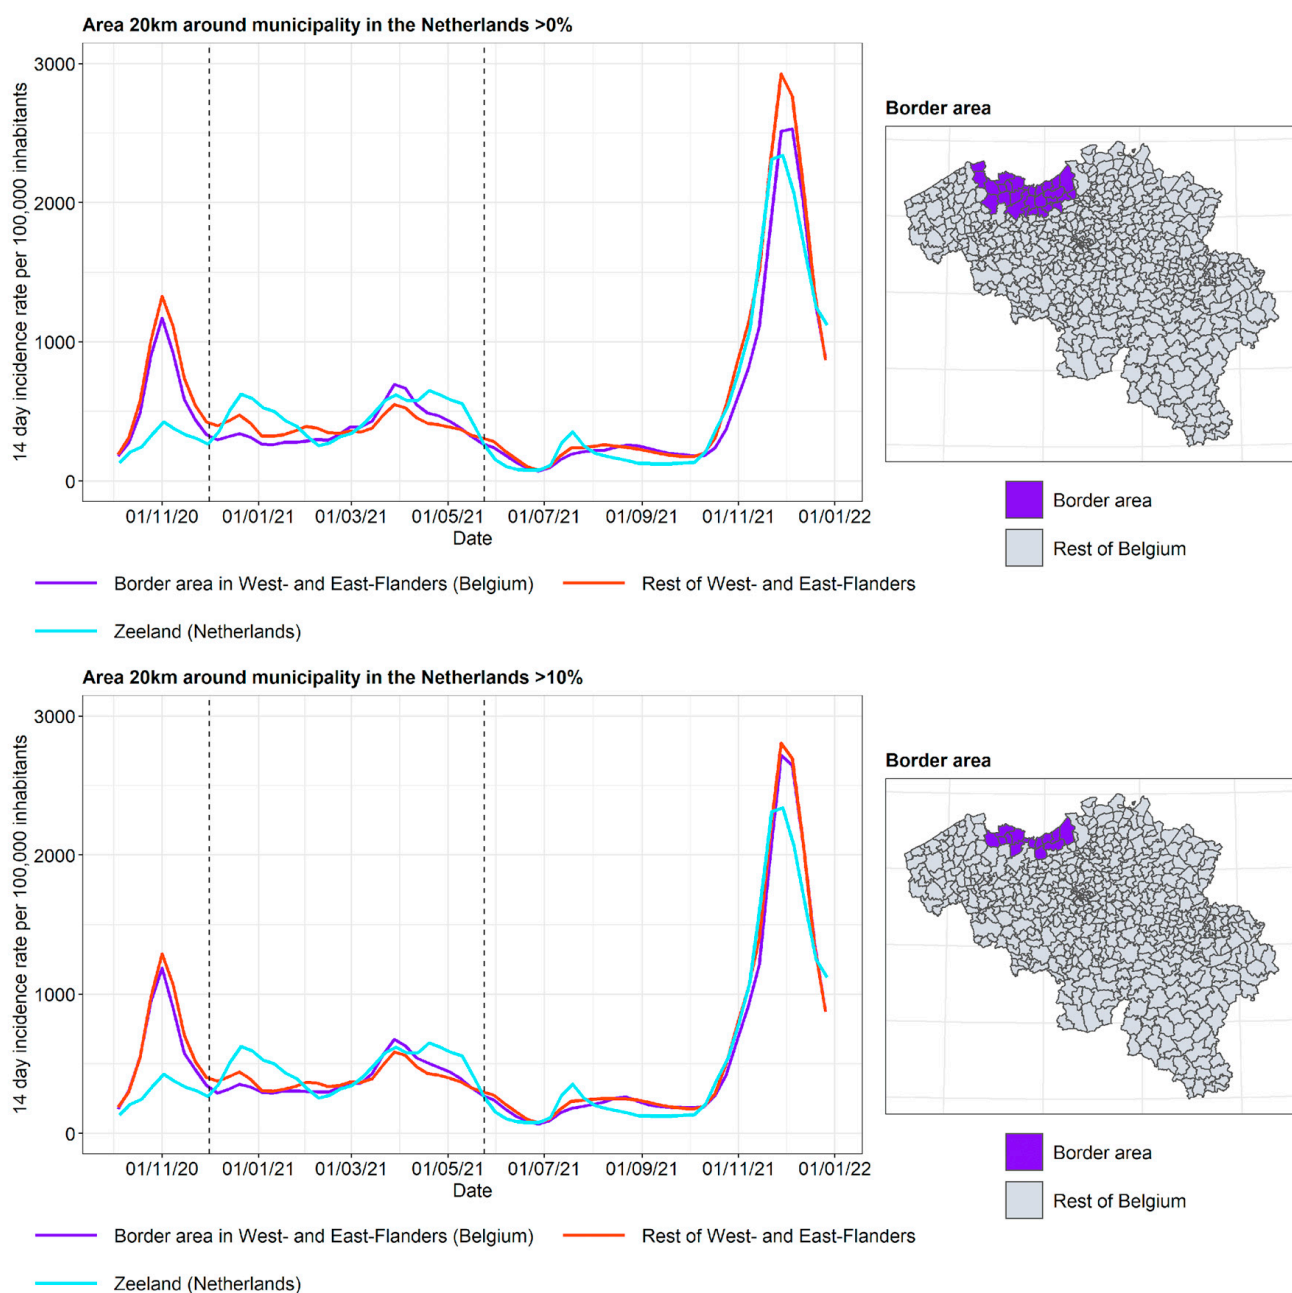 Area 20km around municipality in the Netherlands >0%
14 day incidence rate per 100,000 inhabitants
3000
2000
1000
0
01/11/20 01/01/21 01/03/21 01/05/21 01/07/21 01/09/21 01/11/21 01/01/22
Date
Border area
Border area
Rest of Belgium
Border area in West- and East-Flanders (Belgium) Rest of West- and East-Flanders
Zeeland (Netherlands)
Area 20km around municipality in the Netherlands >10%
14 day incidence rate per 100,000 inhabitants
3000
2000
1000
0
01/11/20 01/01/21 01/03/21 01/05/21 01/07/21 01/09/21 01/11/21 01/01/22
Date
Border area
Border area
Rest of Belgium
Border area in West- and East-Flanders (Belgium) Rest of West- and East-Flanders
Zeeland (Netherlands)